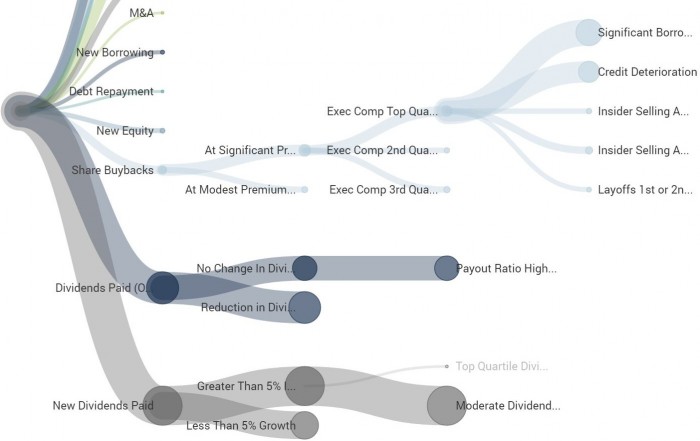 M&A
New Borrowing
Debt Repayment
New Equity
Share Buybacks
At Significant Pr...
At Modest Premium...
Exec Comp Top Qua...
Exec Comp 2nd Qua...
Exec Comp 3rd Qua...
Significant Borro...
Credit Deterioration
Insider Selling A...
Insider Selling A...
Layoffs 1st or 2n...
Dividends Paid (O...
No Change In Divi...
Reduction in Divi...
Payout Ratio High...
New Dividends Paid
Greater Than 5% I...
Less Than 5% Growth
Top Quartile Divi...
Moderate Dividend...